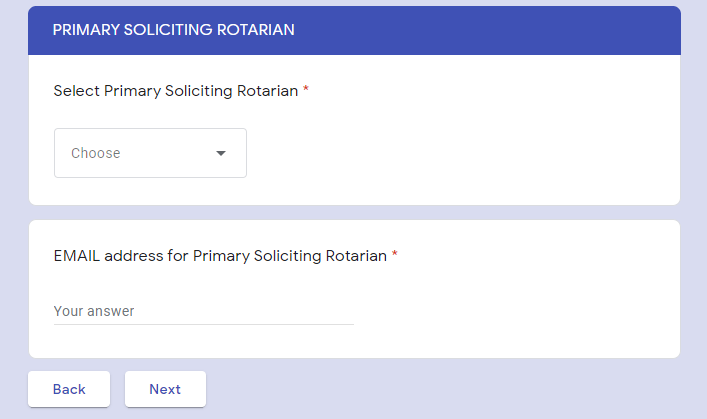 PRIMARY SOLICITING ROTARIAN
Select Primary Soliciting Rotarian *
Choose
EMAIL address for Primary Soliciting Rotarian *
Your answer
Back Next